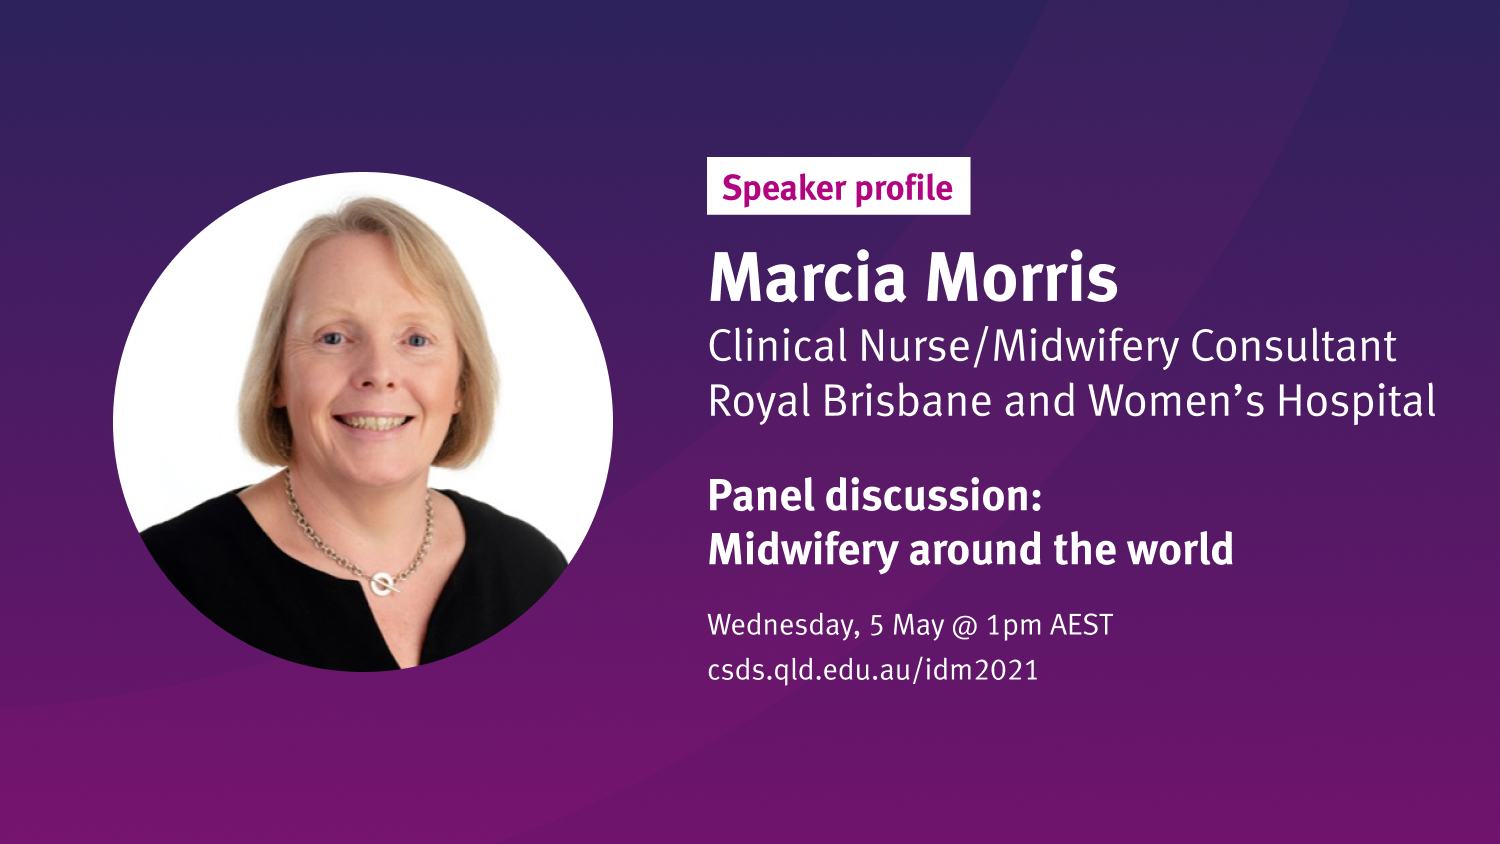 Speaker profile
Marcia Morris
Clinical Nurse/Midwifery Consultant
Royal Brisbane and Women’s Hospital
Panel discussion:
Midwifery around the world
Wednesday, 5 May @ 1pm AEST
csds.qld.edu.au/idm2021